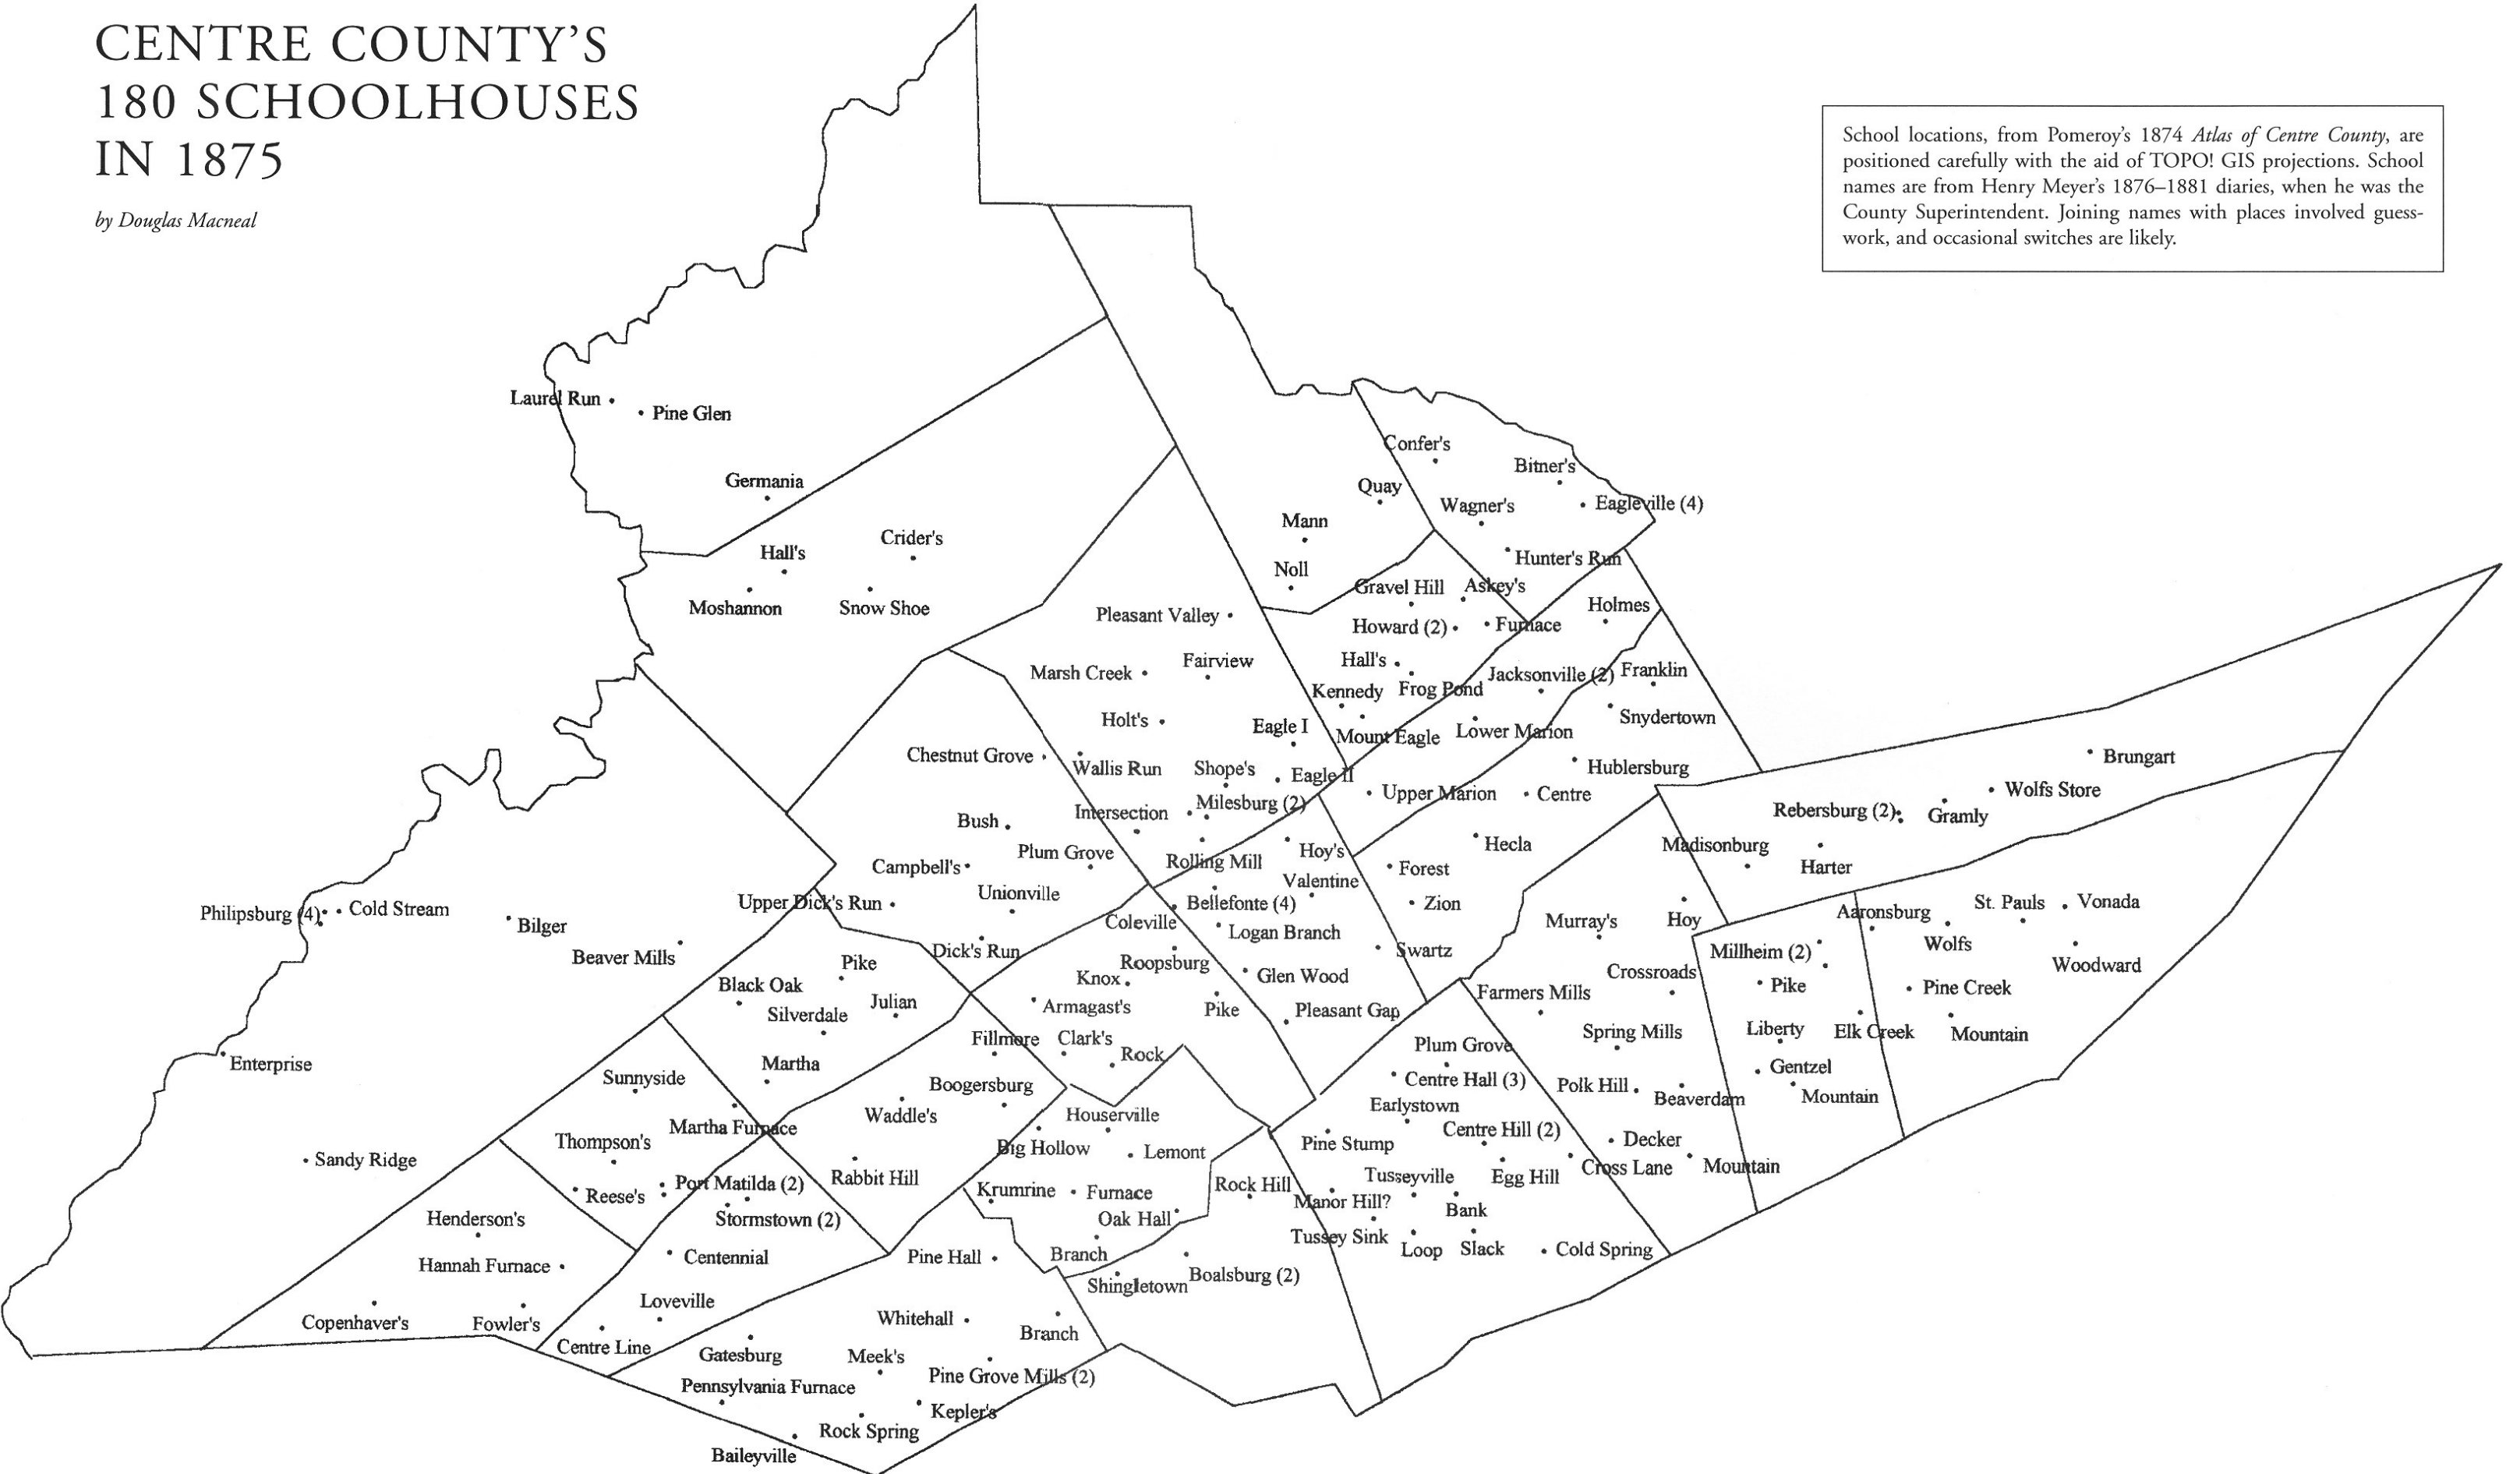 CENTRE COUNTY'S
180 SCHOOLHOUSES
IN 1875
by Douglas Macneal
School locations, from Pomeroy's 1874 Atlas of Centre County, are
positioned carefully with the aid of TOPO! GIS projections. School
names are from Henry Meyer's 1876–1881 diaries, when he was the
County Superintendent. Joining names with places involved guess-
work, and occasional switches are likely.
Laurel Run
Pine Glen
Germania
Hall's
Crider's
Moshannon
Snow Shoe
Confer's
Bitner's
Quay
Wagner's
Eagleville (4)
Mann
Hunter's Run
Noll
Gravel Hill
Askey's
Holmes
Pleasant Valley
Howard (2)
Furnace
Marsh Creek
Fairview
Hall's
Jacksonville (2)
Franklin
Kennedy
Frog Pond
Holt's
Eagle I
Mount Eagle
Lower Marion
Snydertown
Chestnut Grove
Wallis Run
Shope's
Eagle II
Hublersburg
Brungart
Intersection
Milesburg (2)
Upper Marion
Centre
Rebersburg (2)
Gramly
Wolfs Store
Bush
Plum Grove
Rolling Mill
Hoy's
Hecla
Madisonburg
Harter
Campbell's
Unionville
Valentine
Forest
Philipsburg (4)
Cold Stream
Bilger
Beaver Mills
Upper Dick's Run
Bellefonte (4)
Zion
Murray's
Hoy
Aaronsburg
St. Pauls
Vonada
Coleville
Logan Branch
Wolfs
Dick's Run
Swartz
Millheim (2)
Woodward
Pike
Roopsburg
Knox
Glen Wood
Crossroads
Pike
Pine Creek
Black Oak
Silverdale
Julian
Armagast's
Pike
Pleasant Gap
Farmers Mills
Spring Mills
Liberty
Elk Creek
Mountain
Enterprise
Fillmore
Clark's
Rock
Plum Grove
Martha
Sunnyside
Boogersburg
Centre Hall (3)
Polk Hill
Beaverdam
Gentzel
Mountain
Waddle's
Houserville
Earlystown
Martha Furnace
Thompson's
Big Hollow
Lemont
Pine Stump
Centre Hill (2)
Decker
Sandy Ridge
Reese's
Port Matilda (2)
Rabbit Hill
Krumrine
Furnace
Rock Hill
Tusseyville
Egg Hill
Cross Lane
Mountain
Henderson's
Stormstown (2)
Oak Hall
Manor Hill?
Bank
Hannah Furnace
Centennial
Pine Hall
Branch
Tussey Sink
Loop
Slack
Cold Spring
Shingletown
Boalsburg (2)
Copenhaver's
Fowler's
Loveville
Whitehall
Branch
Centre Line
Gatesburg
Meek's
Pine Grove Mills (2)
Pennsylvania Furnace
Kepler's
Rock Spring
Baileyville